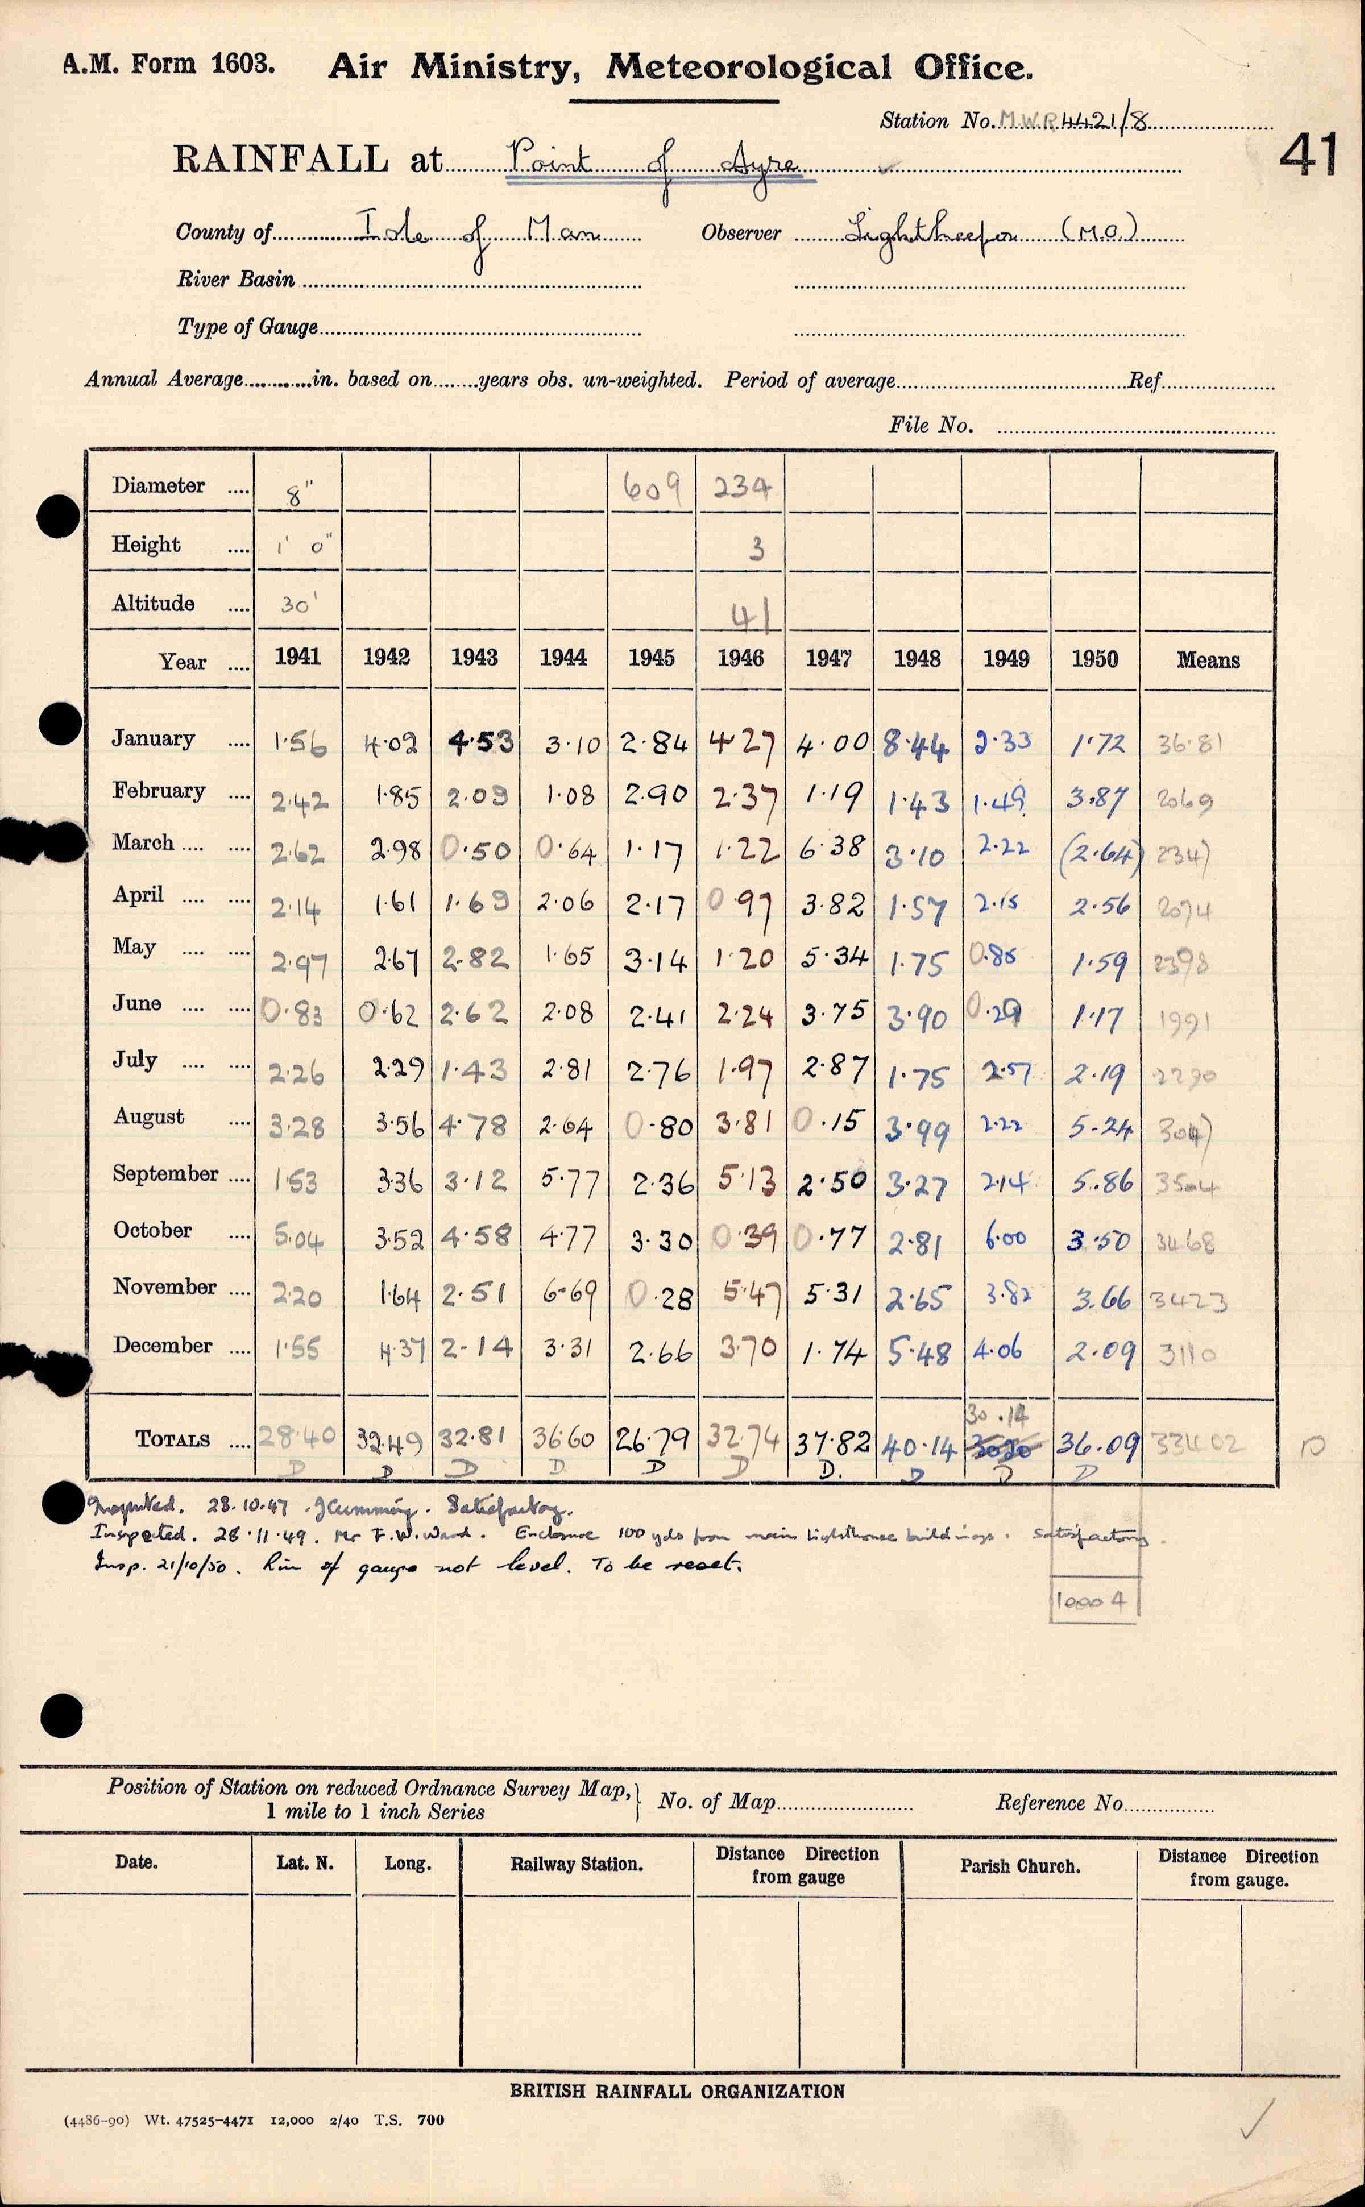 A.M. Form 1603. Air Ministry, Meteorological Office.
Station No. M.W.R 4421/8
RAINFALL at Point of Ayre
41
County of Isle of Man Observer Lightkeeper (M.O.)
River Basin
Type of Gauge
Annual Average in. based on years obs. un-weighted. Period of average Ref.
File No.
Diameter 8" 609 234
Height 1' 0" 3
Altitude 30' 41
Year 1941 1942 1943 1944 1945 1946 1947 1948 1949 1950 Means
January 1·56 4·02 4·53 3·10 2·84 4·27 4·00 8·44 2·33 1·72 36·81
February 2·42 1·85 2·09 1·08 2·90 2·37 1·19 1·43 1·49 3·87 2069
March 2·62 2·98 0·50 0·64 1·17 1·22 6·38 3·10 2·22 (2·64) 2347
April 2·14 1·61 1·69 2·06 2·17 0·97 3·82 1·57 2·15 2·56 2074
May 2·97 2·67 2·82 1·65 3·14 1·20 5·34 1·75 0·85 1·59 2398
June 0·83 0·62 2·62 2·08 2·41 2·24 3·75 3·90 0·29 1·17 1991
July 2·26 2·29 1·43 2·81 2·76 1·97 2·87 1·75 2·57 2·19 2290
August 3·28 3·56 4·78 2·64 0·80 3·81 0·15 3·99 2·22 5·24 3047
September 1·53 3·36 3·12 5·77 2·36 5·13 2·50 3·27 2·14 5·86 3504
October 5·04 3·52 4·58 4·77 3·30 0·39 0·77 2·81 6·00 3·50 3468
November 2·20 1·64 2·51 6·69 0·28 5·47 5·31 2·65 3·82 3·66 3423
December 1·55 4·37 2·14 3·31 2·66 3·70 1·74 5·48 4·06 2·09 3110
30·14
TOTALS 28·40 32·49 32·81 36·60 26·79 32·74 37·82 40·14 36·09 33402 D
D D D D D D D. D D D
Inspected. 28·10·47. J Cumming. Satisfactory.
Inspected. 28·11·49. Mr F. W. Ward. Enclosure 100 yds from main lighthouse buildings. Satisfactory.
Insp. 21/10/50. Rim of gauge not level. To be reset.
1000 4
Position of Station on reduced Ordnance Survey Map, No. of Map Reference No.
1 mile to 1 inch Series
Date. Lat. N. Long. Railway Station. Distance Direction from gauge Parish Church. Distance Direction from gauge.
BRITISH RAINFALL ORGANIZATION
(4486-90) Wt. 47525-4471 12,000 2/40 T.S. 700